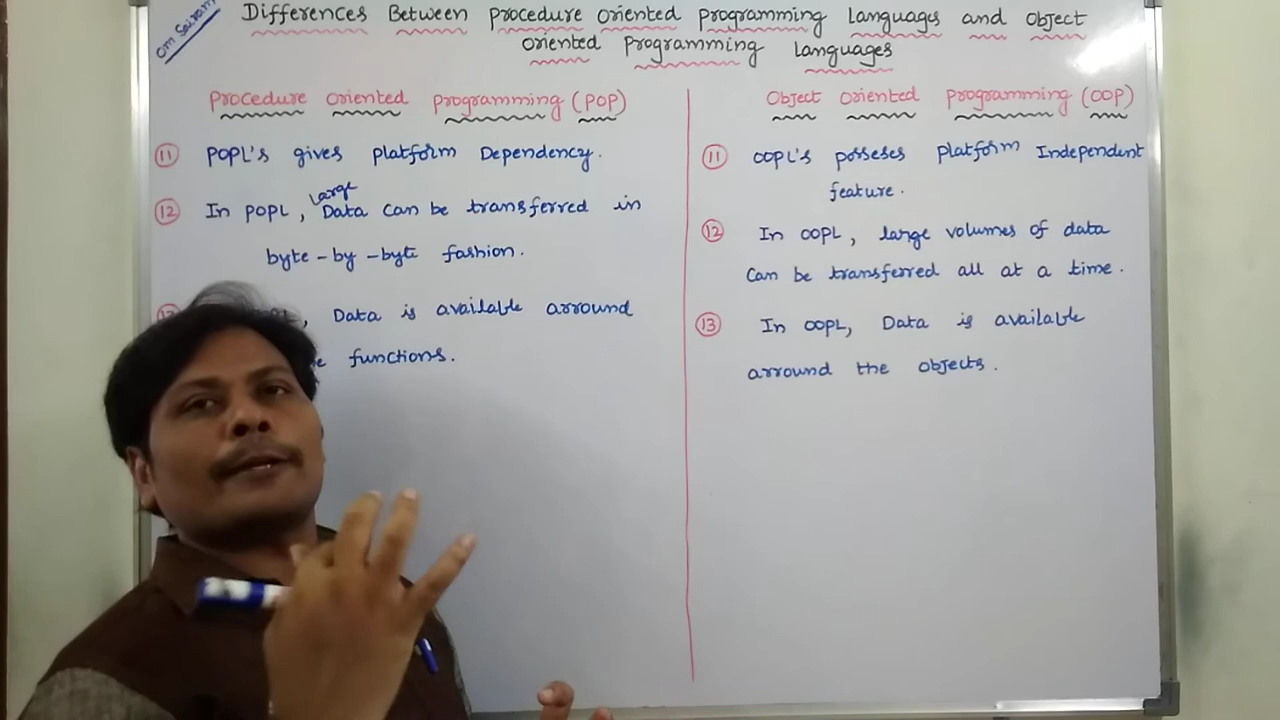 Om Sairam
Differences Between procedure oriented programming languages and object
oriented programming languages
Procedure oriented programming (POP)
11 POPL's gives platform Dependency.
12 In POPL, large Data can be transferred in
byte - by - byte fashion.
, Data is available arround
functions.
Object oriented programming (OOP)
11 OOPL's posseses platform Independent
feature.
12 In OOPL, large volumes of data
Can be transferred all at a time.
13 In OOPL, Data is available
arround the objects.